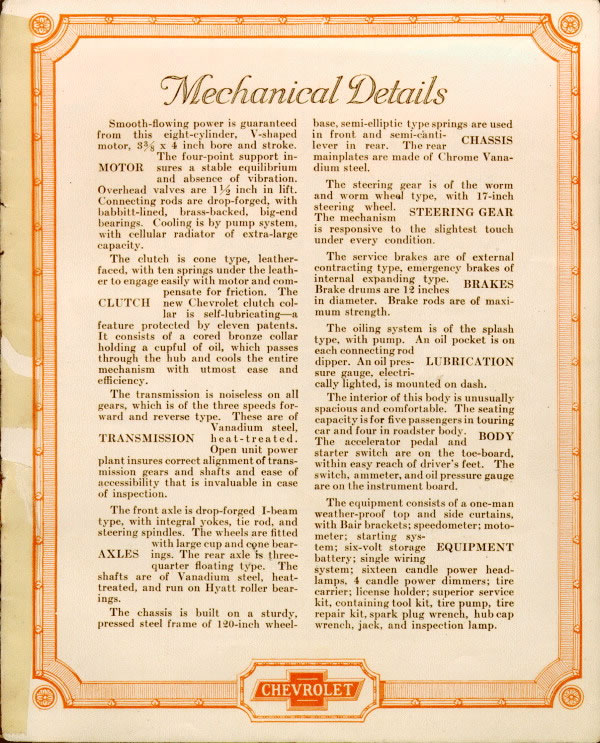 Mechanical Details
Smooth-flowing power is guaranteed
from this eight-cylinder, V-shaped
motor, 3⅜ x 4 inch bore and stroke.
The four-point support in-
MOTOR sures a stable equilibrium
and absence of vibration.
Overhead valves are 1½ inch in lift.
Connecting rods are drop-forged, with
babbitt-lined, brass-backed, big-end
bearings. Cooling is by pump system,
with cellular radiator of extra-large
capacity.
The clutch is cone type, leather-
faced, with ten springs under the leath-
er to engage easily with motor and com-
pensate for friction. The
CLUTCH new Chevrolet clutch col-
lar is self-lubricating—a
feature protected by eleven patents.
It consists of a cored bronze collar
holding a cupful of oil, which passes
through the hub and cools the entire
mechanism with utmost ease and
efficiency.
The transmission is noiseless on all
gears, which is of the three speeds for-
ward and reverse type. These are of
Vanadium steel,
TRANSMISSION heat-treated.
Open unit power
plant insures correct alignment of trans-
mission gears and shafts and ease of
accessibility that is invaluable in case
of inspection.
The front axle is drop-forged I-beam
type, with integral yokes, tie rod, and
steering spindles. The wheels are fitted
with large cup and cone bear-
AXLES ings. The rear axle is three-
quarter floating type. The
shafts are of Vanadium steel, heat-
treated, and run on Hyatt roller bear-
ings.
The chassis is built on a sturdy,
pressed steel frame of 120-inch wheel-
base, semi-elliptic type springs are used
in front and semi-canti-
lever in rear. The rear CHASSIS
mainplates are made of Chrome Vana-
dium steel.
The steering gear is of the worm
and worm wheel type, with 17-inch
steering wheel.
The mechanism STEERING GEAR
is responsive to the slightest touch
under every condition.
The service brakes are of external
contracting type, emergency brakes of
internal expanding type.
Brake drums are 12 inches BRAKES
in diameter. Brake rods are of maxi-
mum strength.
The oiling system is of the splash
type, with pump. An oil pocket is on
each connecting rod
dipper. An oil pres- LUBRICATION
sure gauge, electri-
cally lighted, is mounted on dash.
The interior of this body is unusually
spacious and comfortable. The seating
capacity is for five passengers in touring
car and four in roadster body.
The accelerator pedal and BODY
starter switch are on the toe-board,
within easy reach of driver's feet. The
switch, ammeter, and oil pressure gauge
are on the instrument board.
The equipment consists of a one-man
weather-proof top and side curtains,
with Bair brackets; speedometer; moto-
meter; starting sys-
tem; six-volt storage EQUIPMENT
battery; single wiring
system; sixteen candle power head-
lamps, 4 candle power dimmers; tire
carrier; license holder; superior service
kit, containing tool kit, tire pump, tire
repair kit, spark plug wrench, hub cap
wrench, jack, and inspection lamp.
CHEVROLET